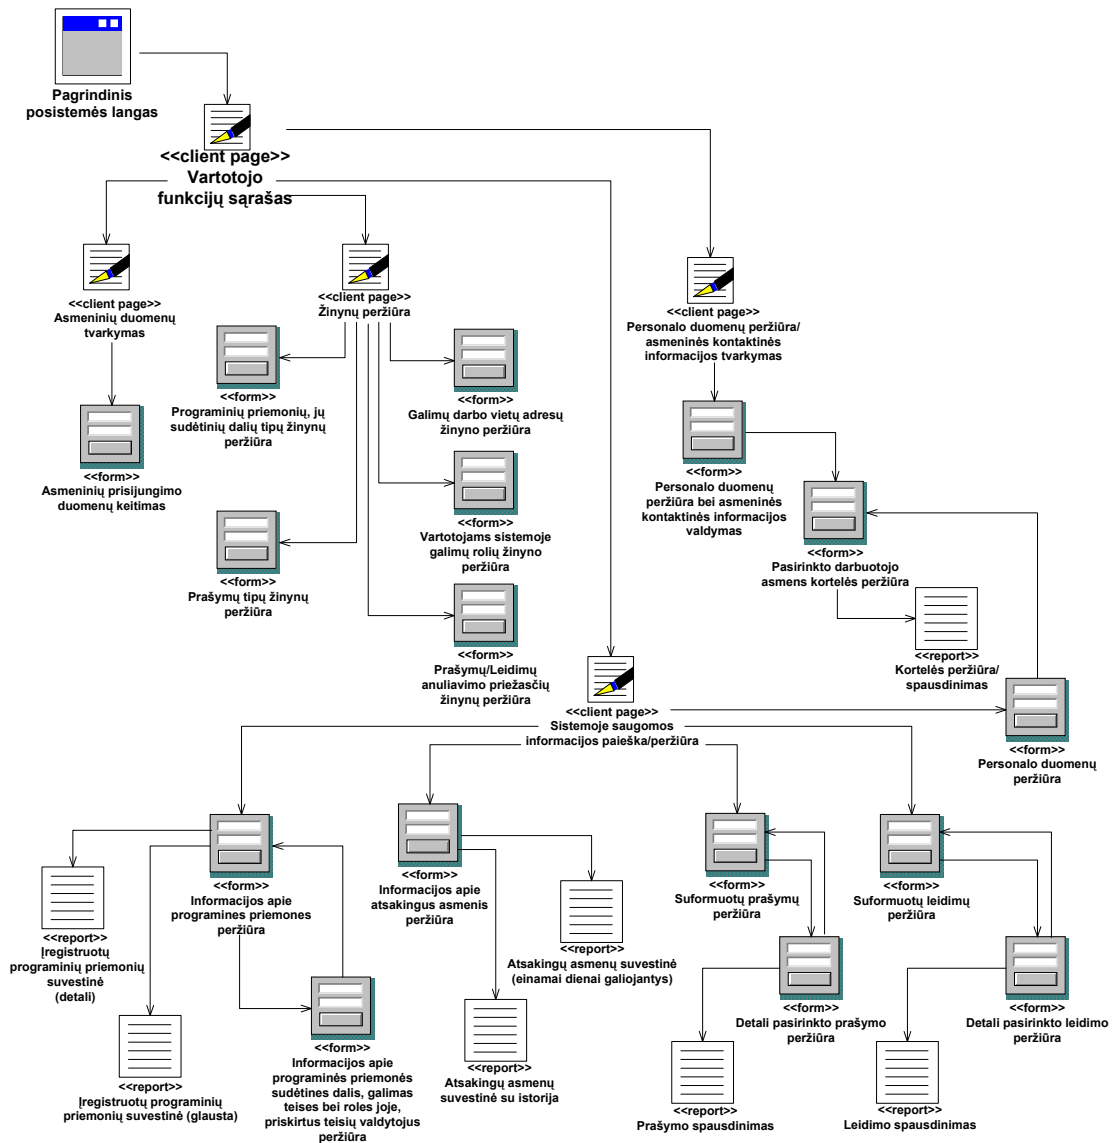 Pagrindinis
posistemės langas
<<client page>>
Vartotojo
funkcijų sąrašas
<<client page>>
Asmeninių duomenų
tvarkymas
<<client page>>
Žinynų peržiūra
<<client page>>
Personalo duomenų peržiūra/
asmeninės kontaktinės
informacijos tvarkymas
<<form>>
Programinių priemonių, jų
sudėtinių dalių tipų žinynų
peržiūra
<<form>>
Galimų darbo vietų adresų
žinyno peržiūra
<<form>>
Asmeninių prisijungimo
duomenų keitimas
<<form>>
Personalo duomenų
peržiūra bei asmeninės
kontaktinės informacijos
valdymas
<<form>>
Vartotojams sistemoje
galimų rolių žinyno
peržiūra
<<form>>
Pasirinkto darbuotojo
asmens kortelės peržiūra
<<form>>
Prašymų tipų žinynų
peržiūra
<<form>>
Prašymų/Leidimų
anuliavimo priežasčių
žinynų peržiūra
<<report>>
Kortelės peržiūra/
spausdinimas
<<client page>>
Sistemoje saugomos
informacijos paieška/peržiūra
<<form>>
Personalo duomenų
peržiūra
<<form>>
Informacijos apie
programines priemones
peržiūra
<<form>>
Informacijos apie
atsakingus asmenis
peržiūra
<<form>>
Suformuotų prašymų
peržiūra
<<form>>
Suformuotų leidimų
peržiūra
<<report>>
Įregistruotų
programinių priemonių
suvestinė
(detali)
<<report>>
Atsakingų asmenų suvestinė
(einamai dienai galiojantys)
<<form>>
Detali pasirinkto prašymo
peržiūra
<<form>>
Detali pasirinkto leidimo
peržiūra
<<report>>
Įregistruotų programinių
priemonių suvestinė (glausta)
<<form>>
Informacijos apie
programinės priemonės
sudėtines dalis, galimas
teises bei roles joje,
priskirtus teisių valdytojus
peržiūra
<<report>>
Atsakingų asmenų
suvestinė su istorija
<<report>>
Prašymo spausdinimas
<<report>>
Leidimo spausdinimas